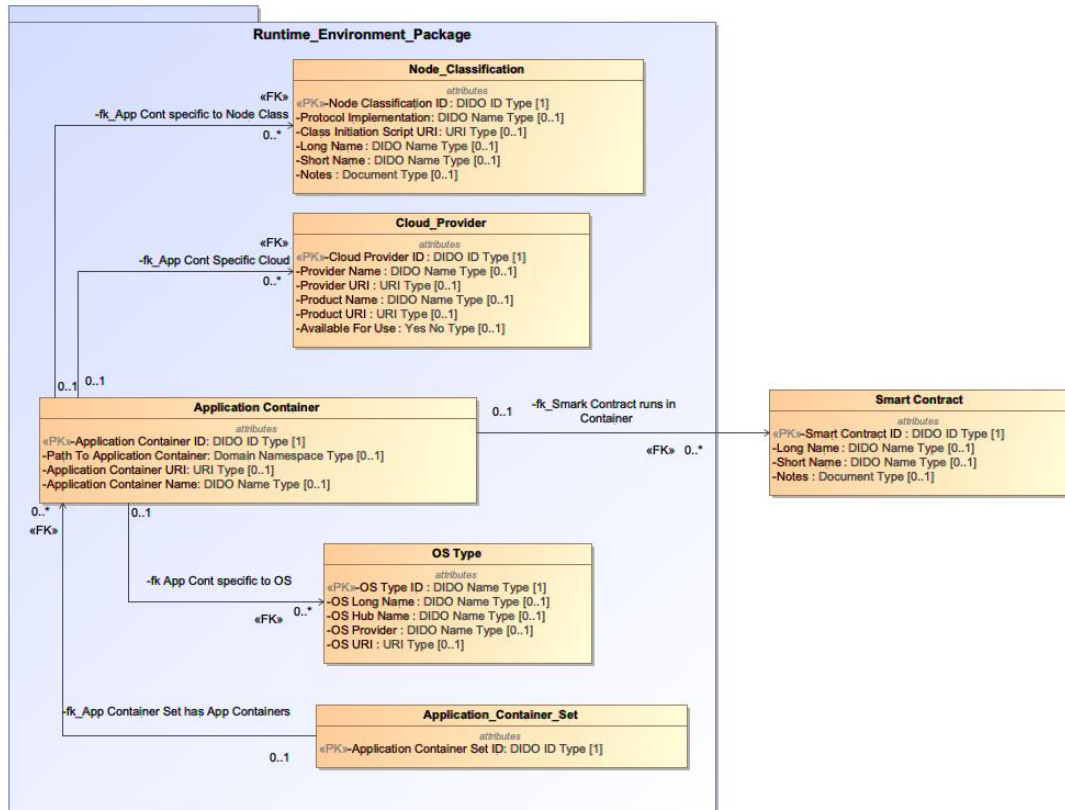 Runtime_Environment_Package
Node_Classification
attributes
«PK»-Node Classification ID : DIDO ID Type [1]
-Protocol Implementation: DIDO Name Type [0..1]
-Class Initiation Script URI: URI Type [0..1]
-Long Name : DIDO Name Type [0..1]
-Short Name : DIDO Name Type [0..1]
-Notes : Document Type [0..1]
«FK»
-fk_App Cont specific to Node Class
0..*
Cloud_Provider
attributes
«PK»-Cloud Provider ID : DIDO ID Type [1]
-Provider Name : DIDO Name Type [0..1]
-Provider URI : URI Type [0..1]
-Product Name : DIDO Name Type [0..1]
-Product URI : URI Type [0..1]
-Available For Use : Yes No Type [0..1]
«FK»
-fk_App Cont Specific Cloud
0..*
0..1
0..1
Application Container
attributes
«PK»-Application Container ID: DIDO ID Type [1]
-Path To Application Container: Domain Namespace Type [0..1]
-Application Container URI: URI Type [0..1]
-Application Container Name: DIDO Name Type [0..1]
0..1
-fk_Smark Contract runs in
Container
«FK» 0..*
Smart Contract
attributes
«PK»-Smart Contract ID : DIDO ID Type [1]
-Long Name : DIDO Name Type [0..1]
-Short Name : DIDO Name Type [0..1]
-Notes : Document Type [0..1]
0..*
«FK»
0..1
OS Type
attributes
«PK»-OS Type ID : DIDO Name Type [1]
-OS Long Name : DIDO Name Type [0..1]
-OS Hub Name : DIDO Name Type [0..1]
-OS Provider : DIDO Name Type [0..1]
-OS URI : URI Type [0..1]
-fk App Cont specific to OS
0..*
«FK»
-fk_App Container Set has App Containers
0..1
Application_Container_Set
attributes
«PK»-Application Container Set ID: DIDO ID Type [1]